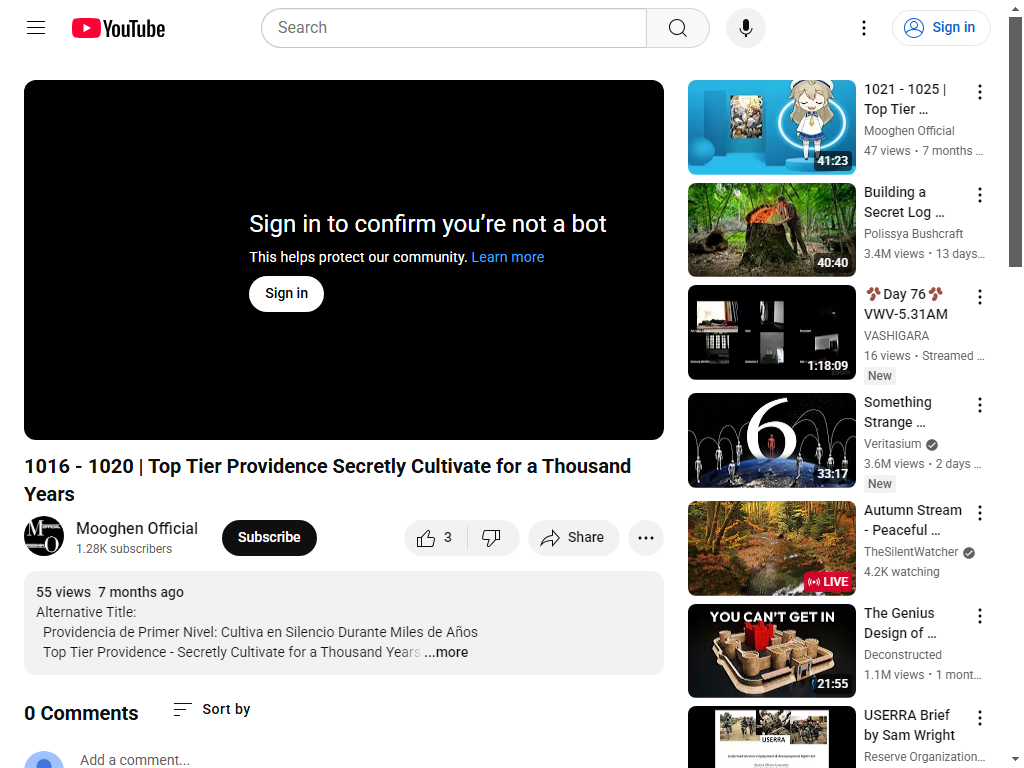 YouTube
Search
Sign in
Sign in to confirm you’re not a bot
This helps protect our community. Learn more
Sign in
1016 - 1020 | Top Tier Providence Secretly Cultivate for a Thousand
Years
Mooghen Official
1.28K subscribers
Subscribe
3
Share
55 views 7 months ago
Alternative Title:
Providencia de Primer Nivel: Cultiva en Silencio Durante Miles de Años
Top Tier Providence - Secretly Cultivate for a Thousand Years ...more
0 Comments
Sort by
Add a comment...
41:23
1021 - 1025 |
Top Tier ...
Mooghen Official
47 views • 7 months ...
40:40
Building a
Secret Log ...
Polissya Bushcraft
3.4M views • 13 days...
1:18:09
🫘Day 76🫘
VWV-5.31AM
VASHIGARA
16 views • Streamed ...
New
6
33:17
Something
Strange ...
Veritasium
3.6M views • 2 days ...
New
LIVE
Autumn Stream
- Peaceful ...
TheSilentWatcher
4.2K watching
YOU CAN'T GET IN
21:55
The Genius
Design of ...
Deconstructed
1.1M views • 1 mont...
USERRA
USERRA Brief
by Sam Wright
Reserve Organization...